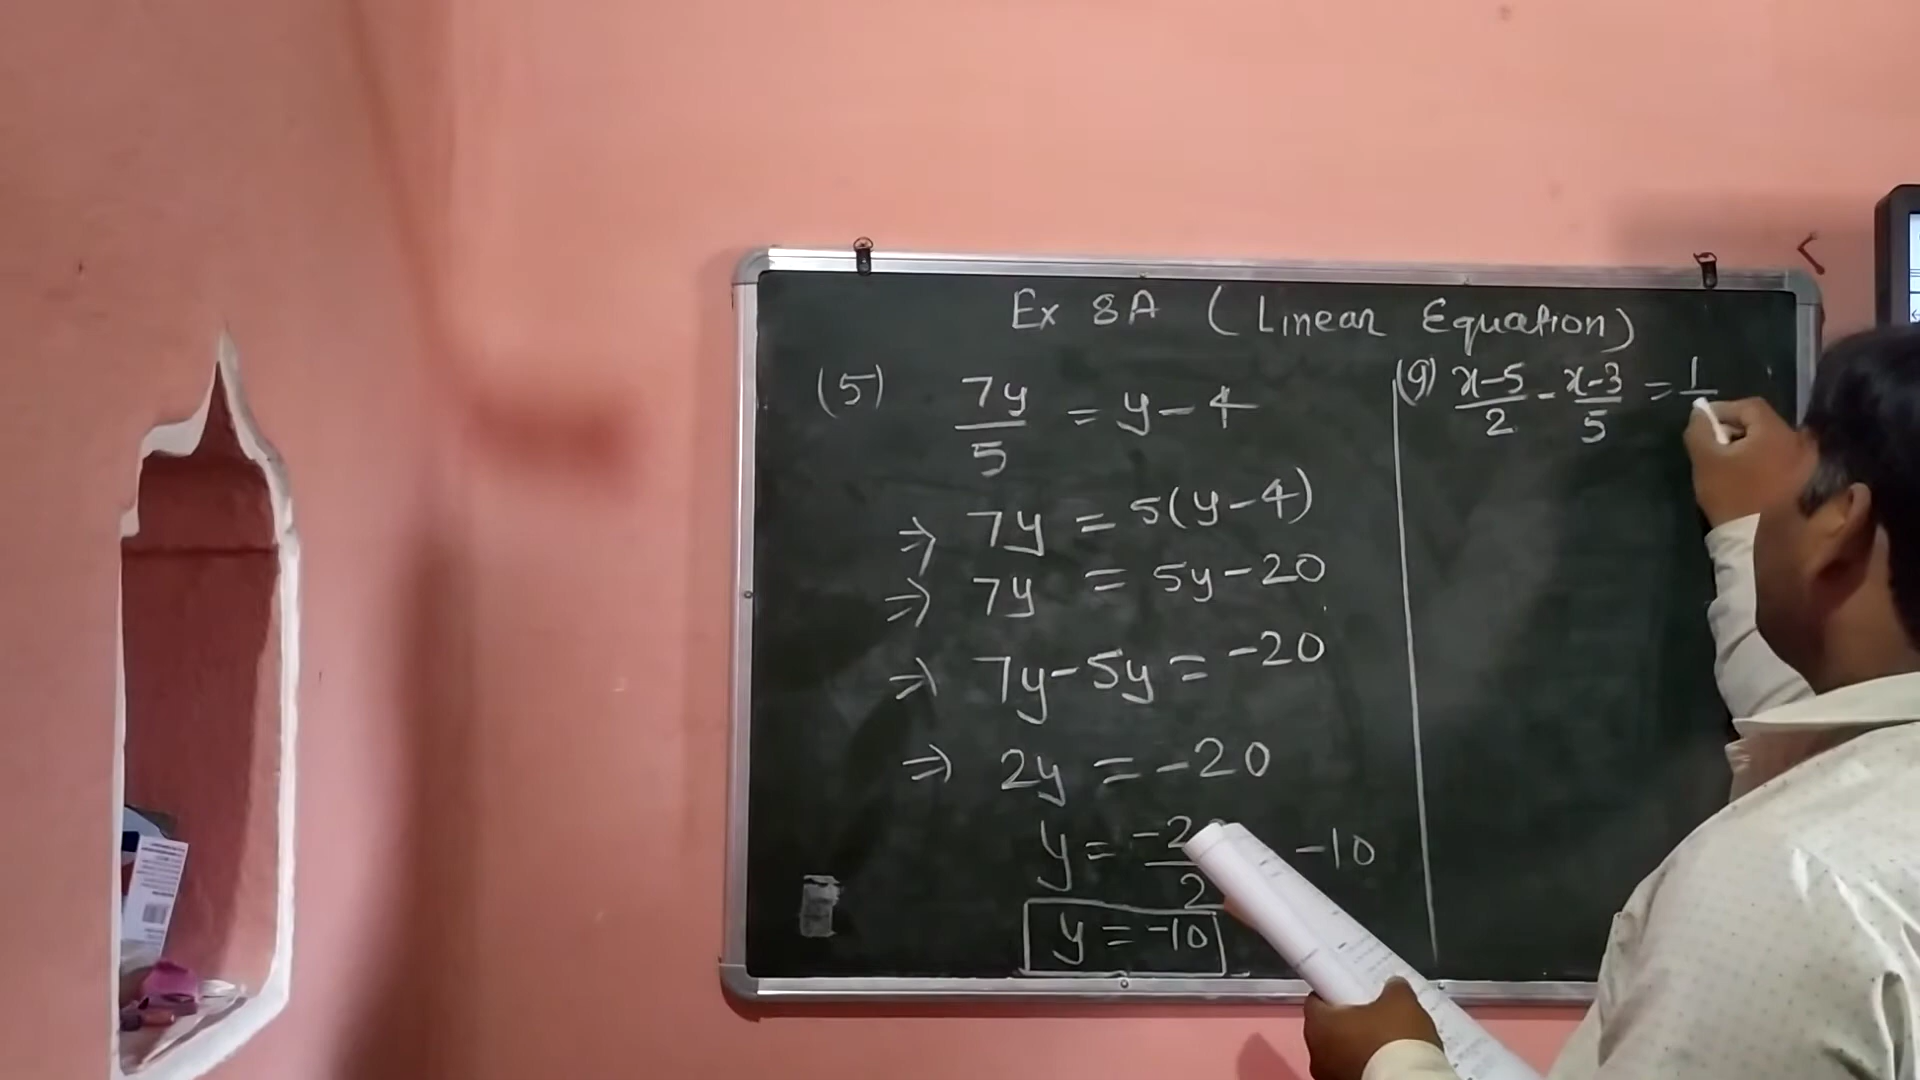 Ex 8A (Linear Equation)
(5) 7y/5 = y-4
⇒ 7y = 5(y-4)
⇒ 7y = 5y-20
⇒ 7y-5y = -20
⇒ 2y = -20
y = -2 /2 -10
y = -10
(9) x-5/2 - x-3/5 = 1/